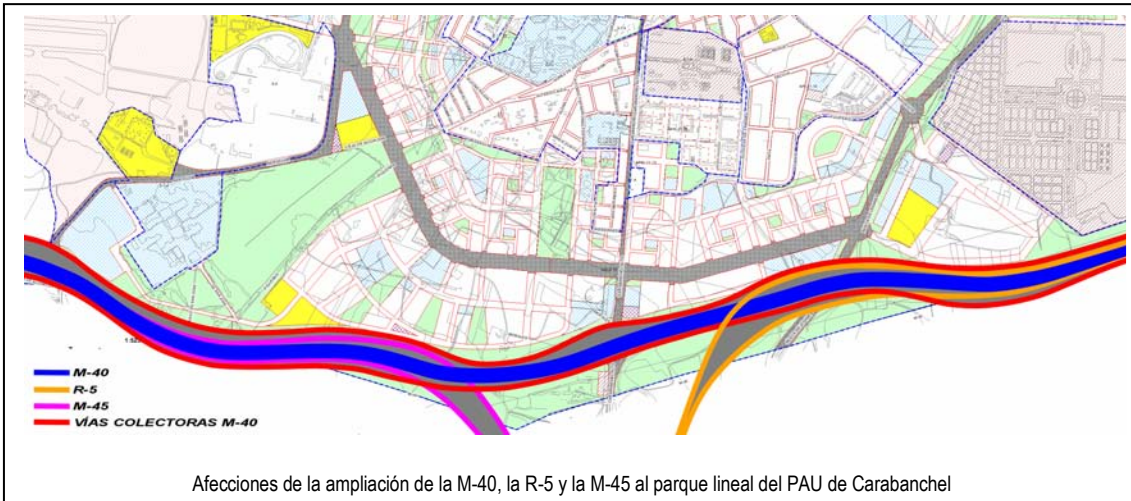 M-40
R-5
M-45
VÍAS COLECTORAS M-40
Afecciones de la ampliación de la M-40, la R-5 y la M-45 al parque lineal del PAU de Carabanchel